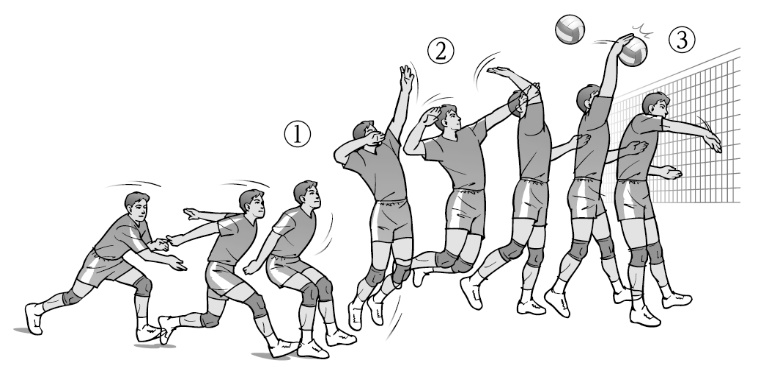 ①
②
③